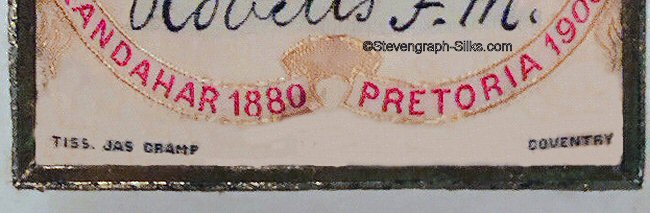 Roberts F.M.
©Stevengraph-Silks.com
KANDAHAR 1880 PRETORIA 1900
TISS. JAS CRAMP COVENTRY